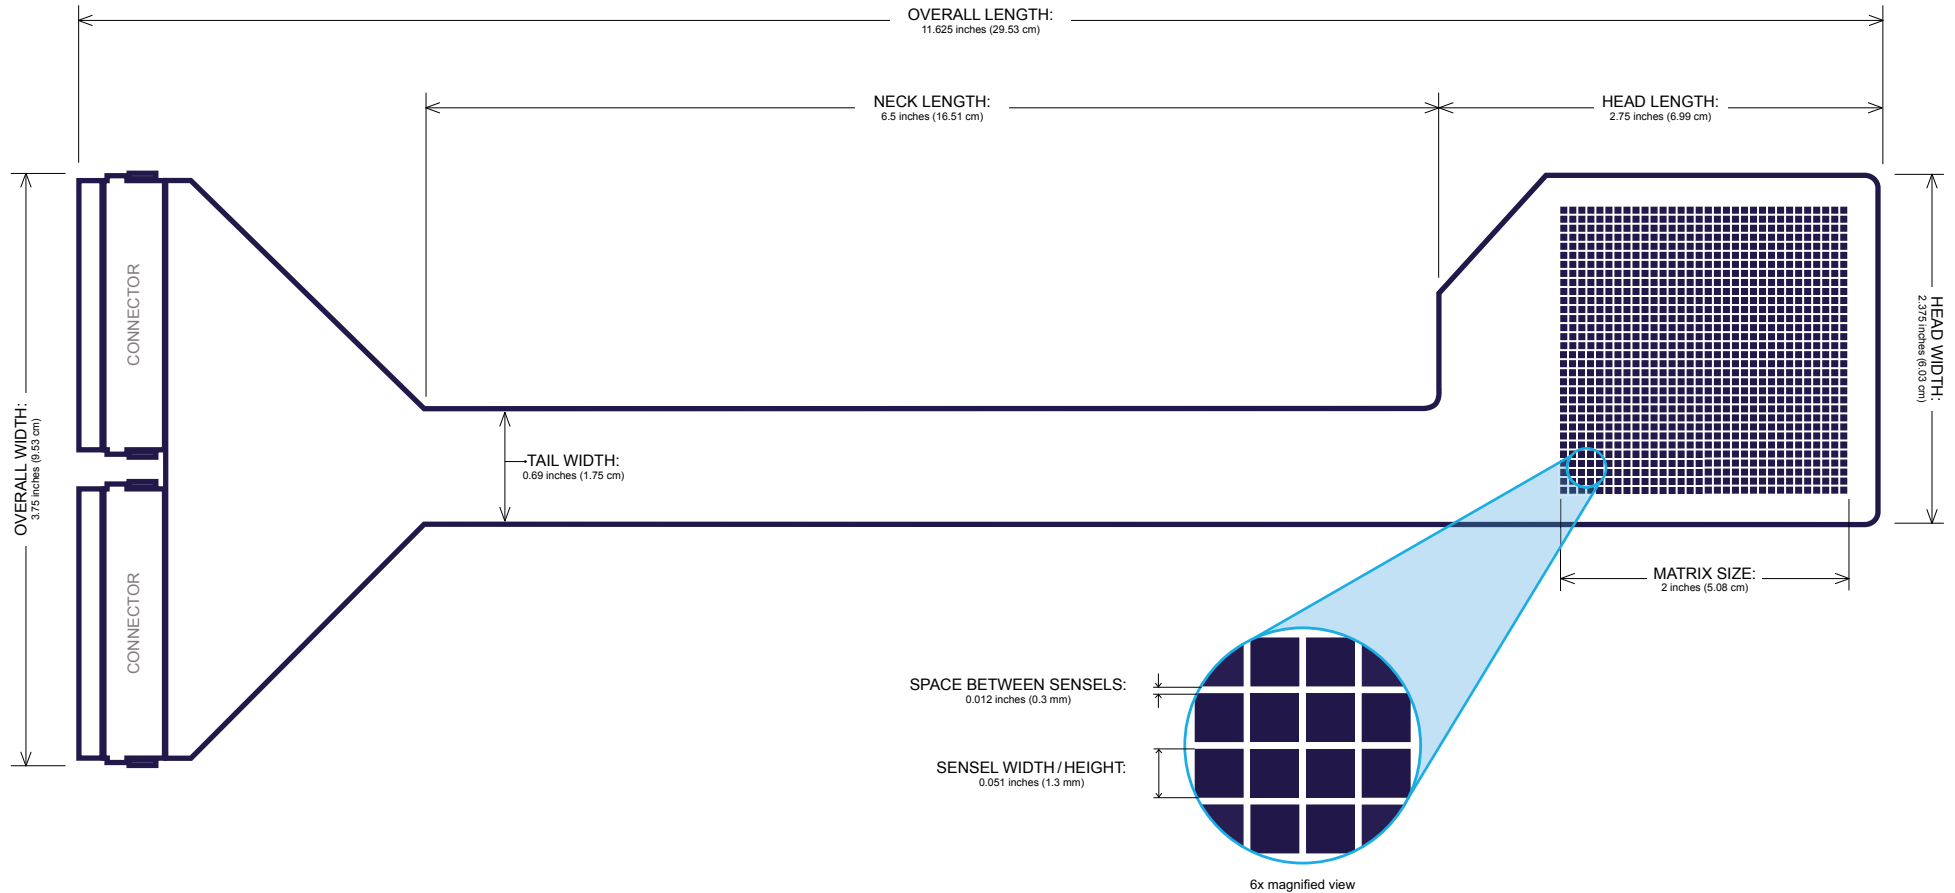 OVERALL LENGTH:
11.625 inches (29.53 cm)
NECK LENGTH:
6.5 inches (16.51 cm)
HEAD LENGTH:
2.75 inches (6.99 cm)
CONNECTOR
HEAD WIDTH:
2.375 inches (6.03 cm)
OVERALL WIDTH:
3.75 inches (9.53 cm)
TAIL WIDTH:
0.69 inches (1.75 cm)
CONNECTOR
MATRIX SIZE:
2 inches (5.08 cm)
SPACE BETWEEN SENSELS:
0.012 inches (0.3 mm)
SENSEL WIDTH / HEIGHT:
0.051 inches (1.3 mm)
6x magnified view